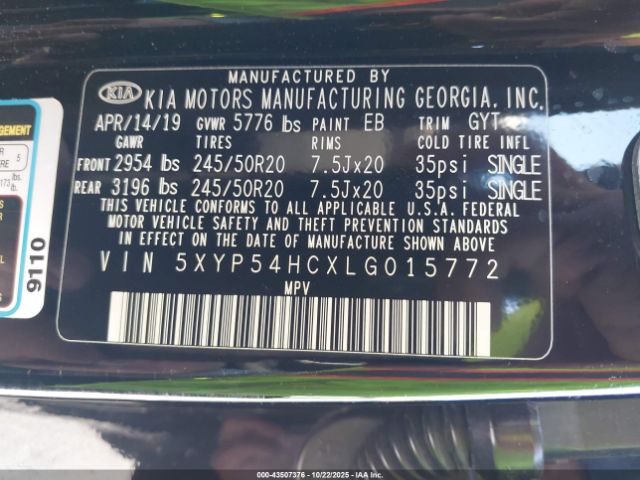 MANUFACTURED BY
KIA KIA MOTORS MANUFACTURING GEORGIA, INC.
APR/14/19 GVWR 5776 lbs PAINT EB TRIM GYT
GAWR TIRES RIMS COLD TIRE INFL
FRONT 2954 lbs 245/50R20 7.5Jx20 35psi SINGLE
REAR 3196 lbs 245/50R20 7.5Jx20 35psi SINGLE
THIS VEHICLE CONFORMS TO ALL APPLICABLE U.S.A. FEDERAL
MOTOR VEHICLE SAFETY AND THEFT PREVENTION STANDARDS
IN EFFECT ON THE DATE OF MANUFACTURE SHOWN ABOVE.
VIN 5XYP54HCXLG015772
MPV
5
9110
000-43507376 | 10/22/2025 | COPART/IAA